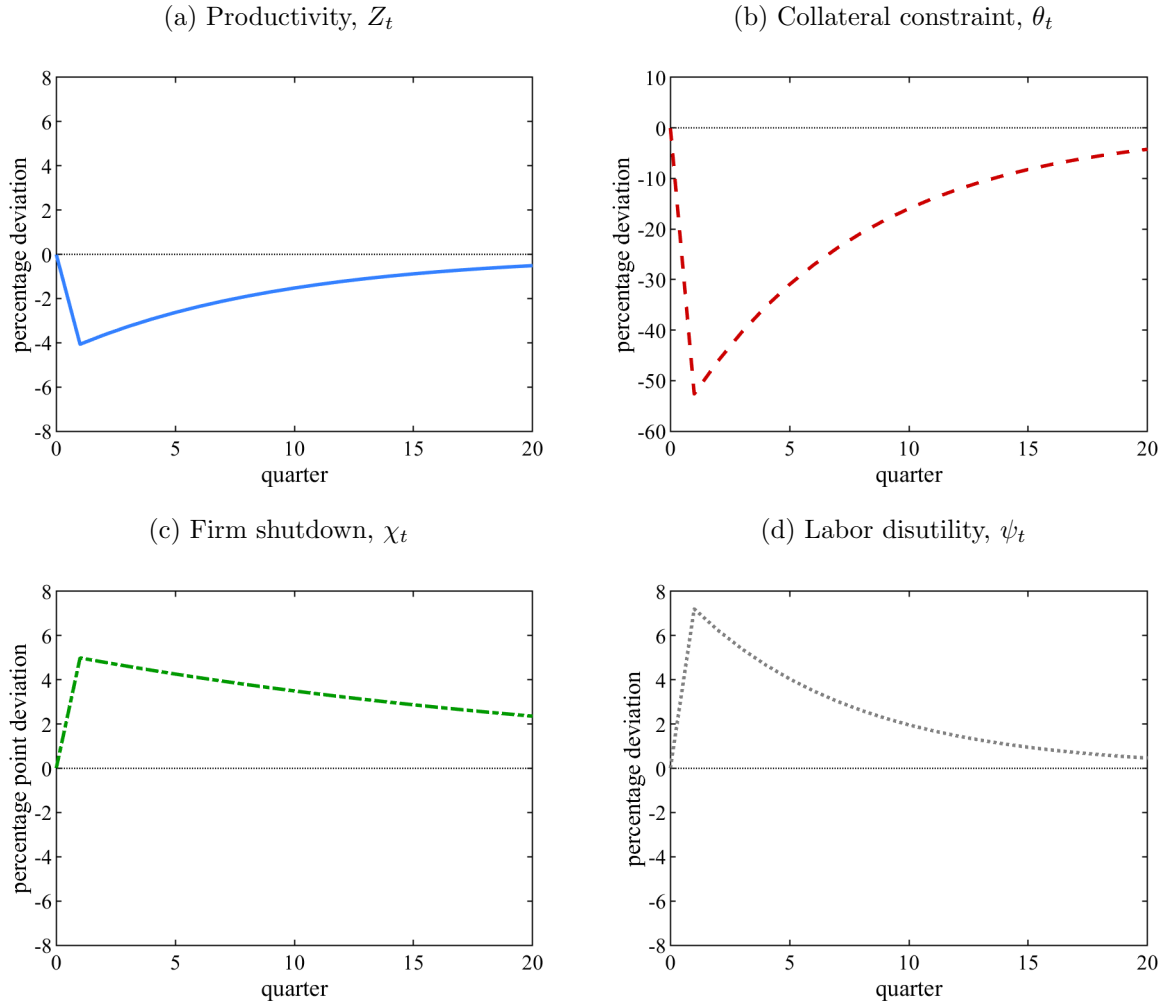 (a) Productivity, Z_t
percentage deviation
8
6
4
2
0
-2
-4
-6
-8
0 5 10 15 20
quarter
(b) Collateral constraint, θ_t
percentage deviation
10
0
-10
-20
-30
-40
-50
-60
0 5 10 15 20
quarter
(c) Firm shutdown, χ_t
percentage point deviation
8
6
4
2
0
-2
-4
-6
-8
0 5 10 15 20
quarter
(d) Labor disutility, ψ_t
percentage deviation
8
6
4
2
0
-2
-4
-6
-8
0 5 10 15 20
quarter